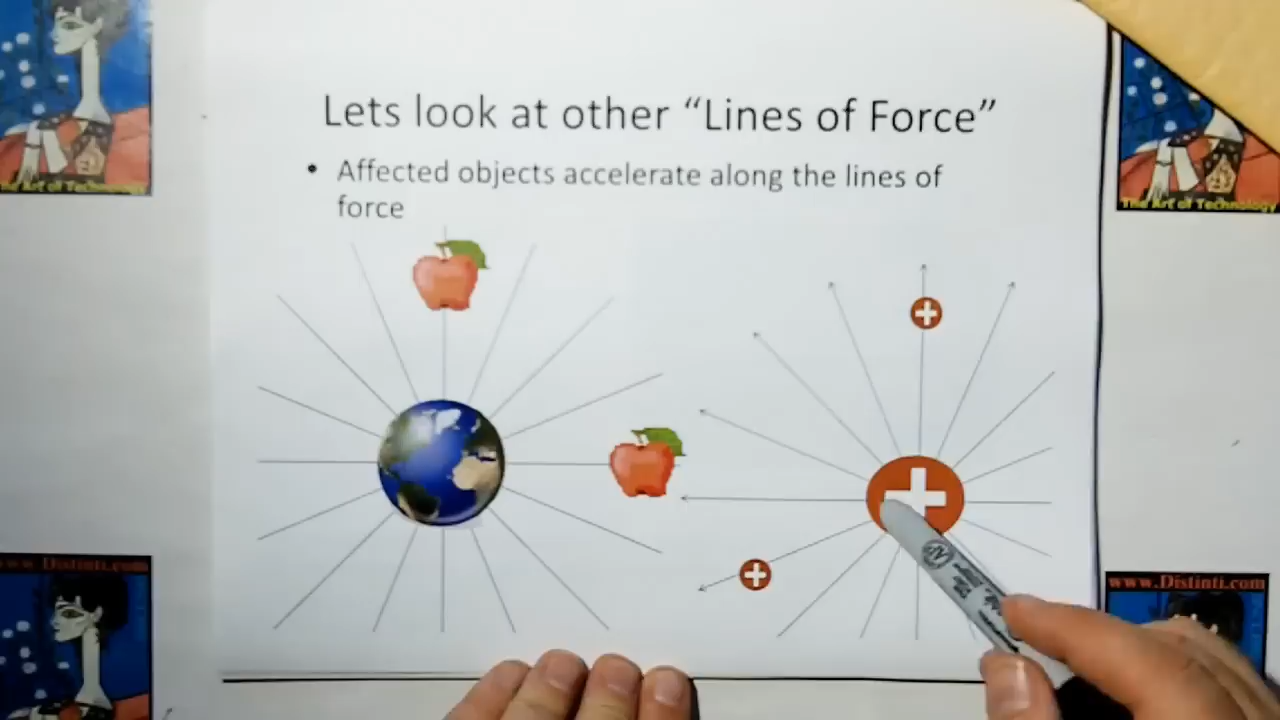 Lets look at other “Lines of Force”
• Affected objects accelerate along the lines of
force
The Art of Technology
The Art of Technology
www.Distinti.com
www.Distinti.com